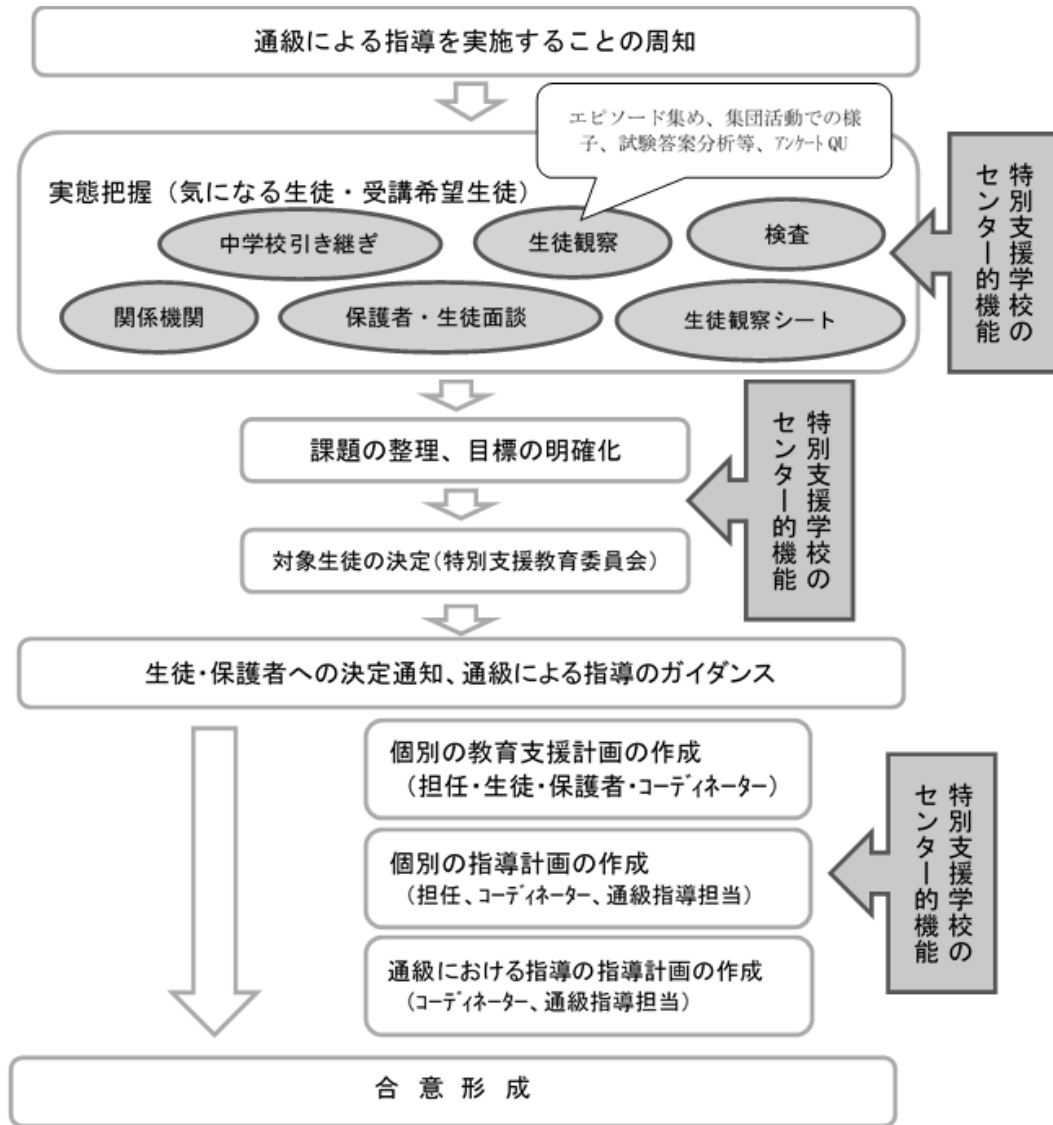 通級による指導を実施することの周知
エピソード集め、集団活動での様
子、試験答案分析等、ｱﾝｹｰﾄ QU
実態把握（気になる生徒・受講希望生徒）
中学校引き継ぎ
生徒観察
検査
関係機関
保護者・生徒面談
生徒観察シート
特別支援学校の
センター的機能
課題の整理、目標の明確化
対象生徒の決定(特別支援教育委員会)
特別支援学校の
センター的機能
生徒･保護者への決定通知、通級による指導のガイダンス
個別の教育支援計画の作成
（担任･生徒･保護者･ｺｰﾃﾞｨﾈｰﾀｰ）
個別の指導計画の作成
（担任、ｺｰﾃﾞｨﾈｰﾀｰ、通級指導担当）
通級における指導の指導計画の作成
（ｺｰﾃﾞｨﾈｰﾀｰ、通級指導担当）
特別支援学校の
センター的機能
合 意 形 成